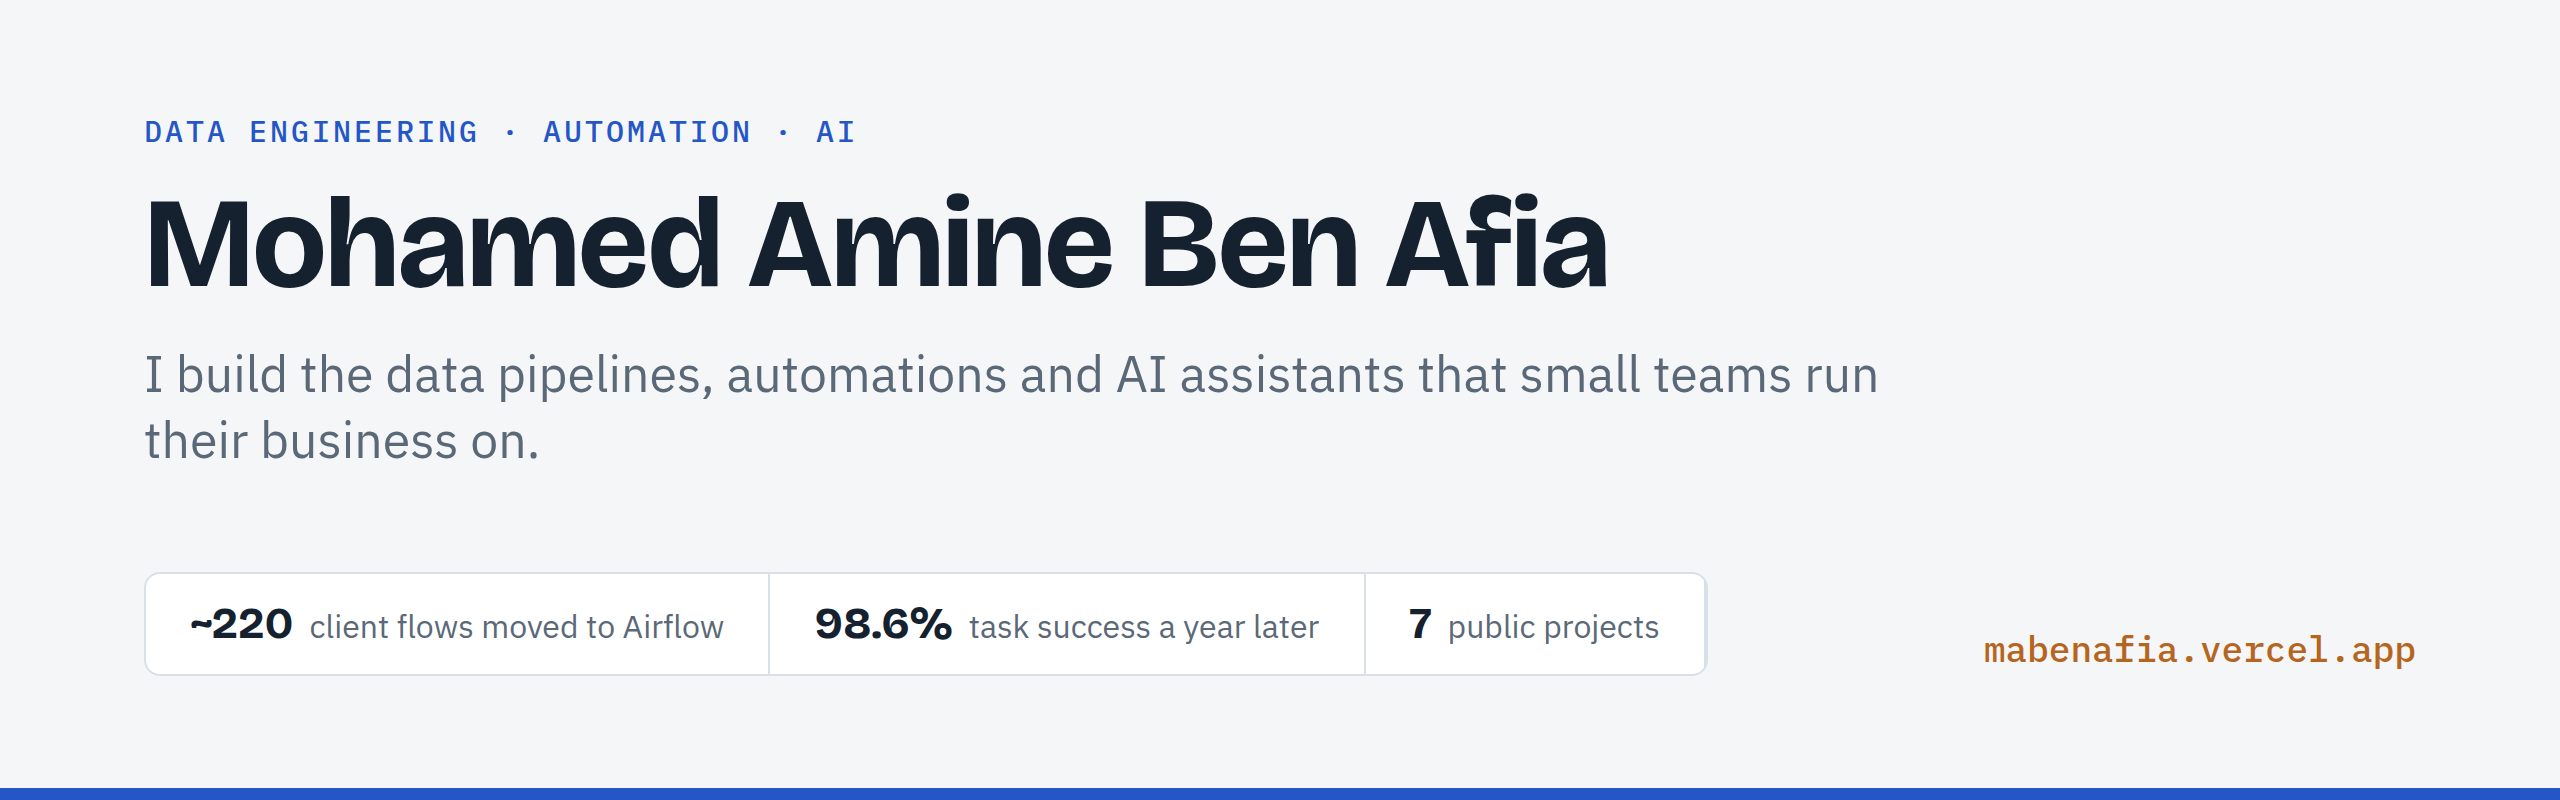 DATA ENGINEERING · AUTOMATION · AI
Mohamed Amine Ben Afia
I build the data pipelines, automations and AI assistants that small teams run
their business on.
~220 client flows moved to Airflow
98.6% task success a year later
7 public projects
mabenafia.vercel.app